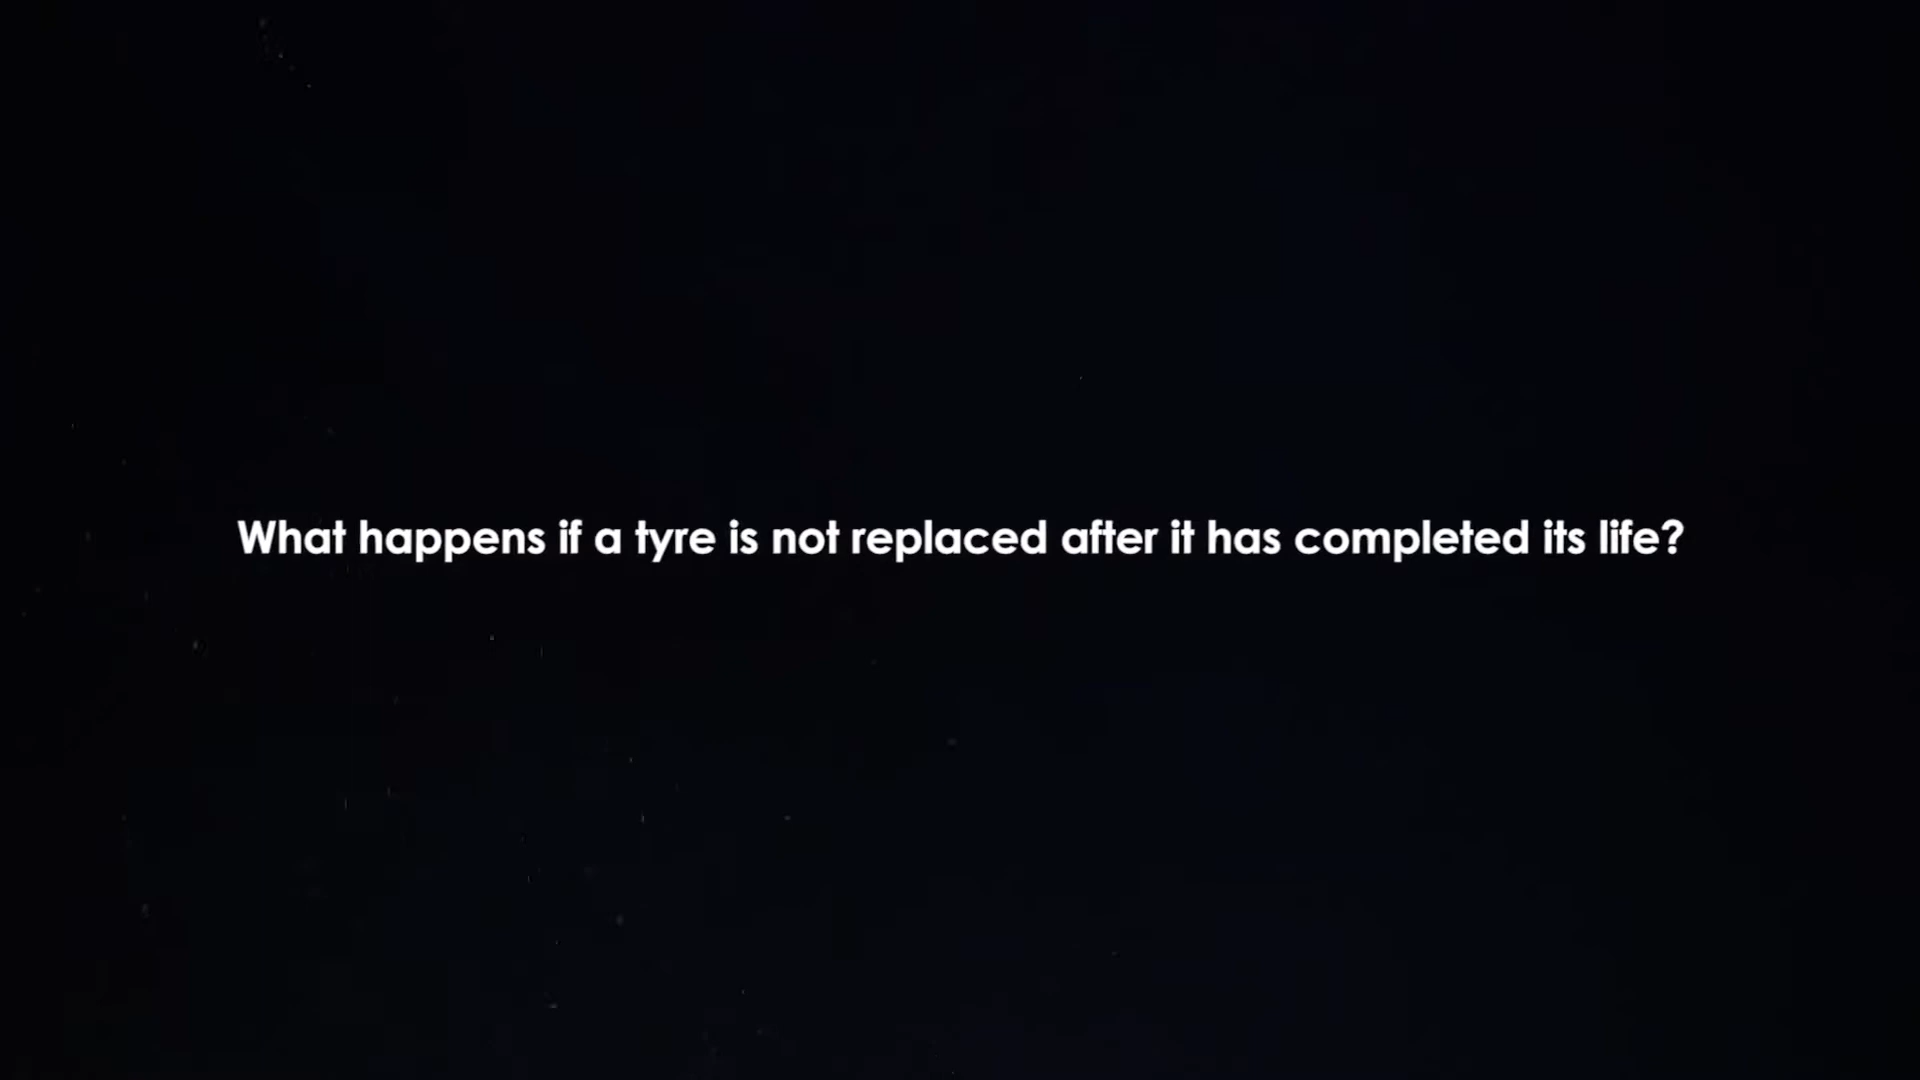 What happens if a tyre is not replaced after it has completed its life?